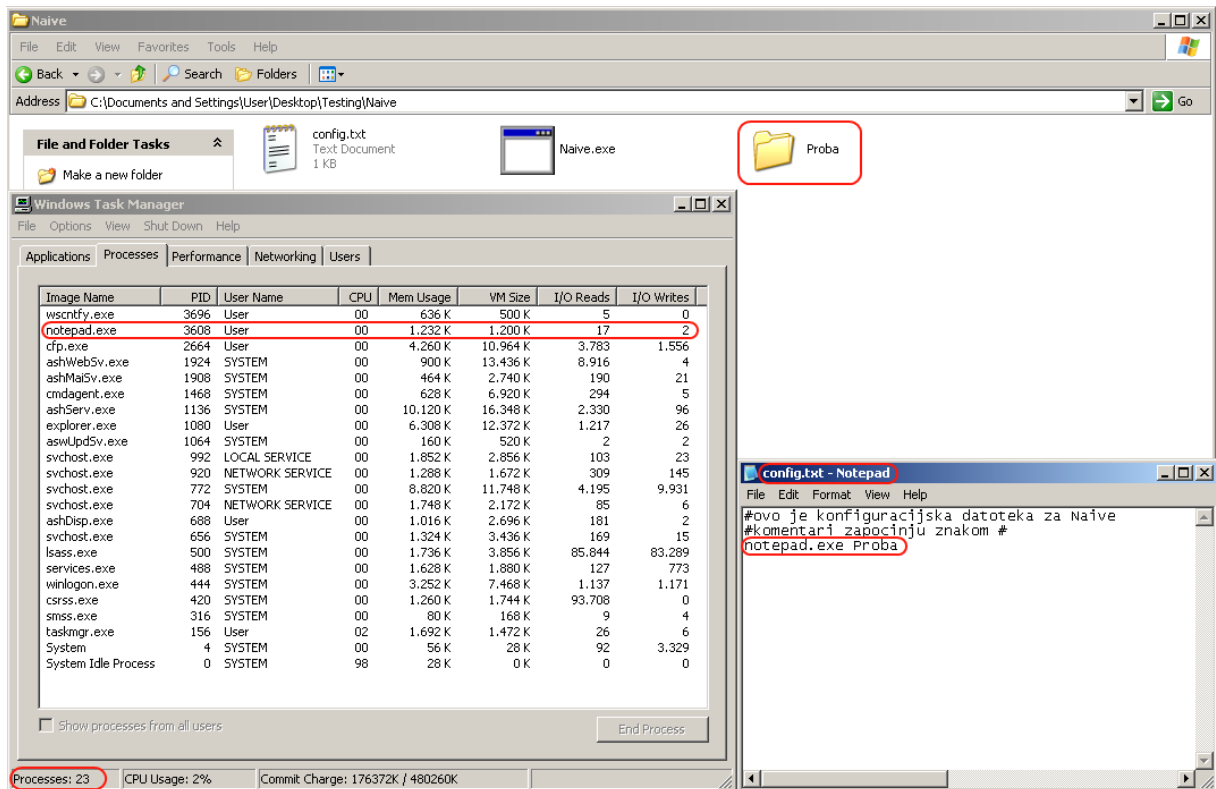 Naive
File Edit View Favorites Tools Help
Back Search Folders
Address C:\Documents and Settings\User\Desktop\Testing\Naive Go
File and Folder Tasks
Make a new folder
config.txt
Text Document
1 KB
Naive.exe
Proba
Windows Task Manager
File Options View Shut Down Help
Applications Processes Performance Networking Users
Image Name PID User Name CPU Mem Usage VM Size I/O Reads I/O Writes
wscntfy.exe 3696 User 00 636 K 500 K 5 0
notepad.exe 3608 User 00 1.232 K 1.200 K 17 2
cfp.exe 2664 User 00 4.260 K 10.964 K 3.783 1.556
ashWebSv.exe 1924 SYSTEM 00 900 K 13.436 K 8.916 4
ashMaiSv.exe 1908 SYSTEM 00 464 K 2.740 K 190 21
cmdagent.exe 1468 SYSTEM 00 628 K 6.920 K 294 5
ashServ.exe 1136 SYSTEM 00 10.120 K 16.348 K 2.330 96
explorer.exe 1080 User 00 6.308 K 12.372 K 1.217 26
aswUpdSv.exe 1064 SYSTEM 00 160 K 520 K 2 2
svchost.exe 992 LOCAL SERVICE 00 1.852 K 2.856 K 103 23
svchost.exe 920 NETWORK SERVICE 00 1.288 K 1.672 K 309 145
svchost.exe 772 SYSTEM 00 8.820 K 11.748 K 4.195 9.931
svchost.exe 704 NETWORK SERVICE 00 1.748 K 2.172 K 85 6
ashDisp.exe 688 User 00 1.016 K 2.696 K 181 2
svchost.exe 656 SYSTEM 00 1.324 K 3.436 K 169 15
lsass.exe 500 SYSTEM 00 1.736 K 3.856 K 85.844 83.289
services.exe 488 SYSTEM 00 1.628 K 1.880 K 127 773
winlogon.exe 444 SYSTEM 00 3.252 K 7.468 K 1.137 1.171
csrss.exe 420 SYSTEM 00 1.260 K 1.744 K 93.708 0
smss.exe 316 SYSTEM 00 80 K 168 K 9 4
taskmgr.exe 156 User 02 1.692 K 1.472 K 26 6
System 4 SYSTEM 00 56 K 28 K 92 3.329
System Idle Process 0 SYSTEM 98 28 K 0 K 0 0
Show processes from all users
End Process
Processes: 23 CPU Usage: 2% Commit Charge: 176372K / 480260K
config.txt - Notepad
File Edit Format View Help
#ovo je konfiguracijska datoteka za Naive
#komentari zapocinju znakom #
notepad.exe Proba